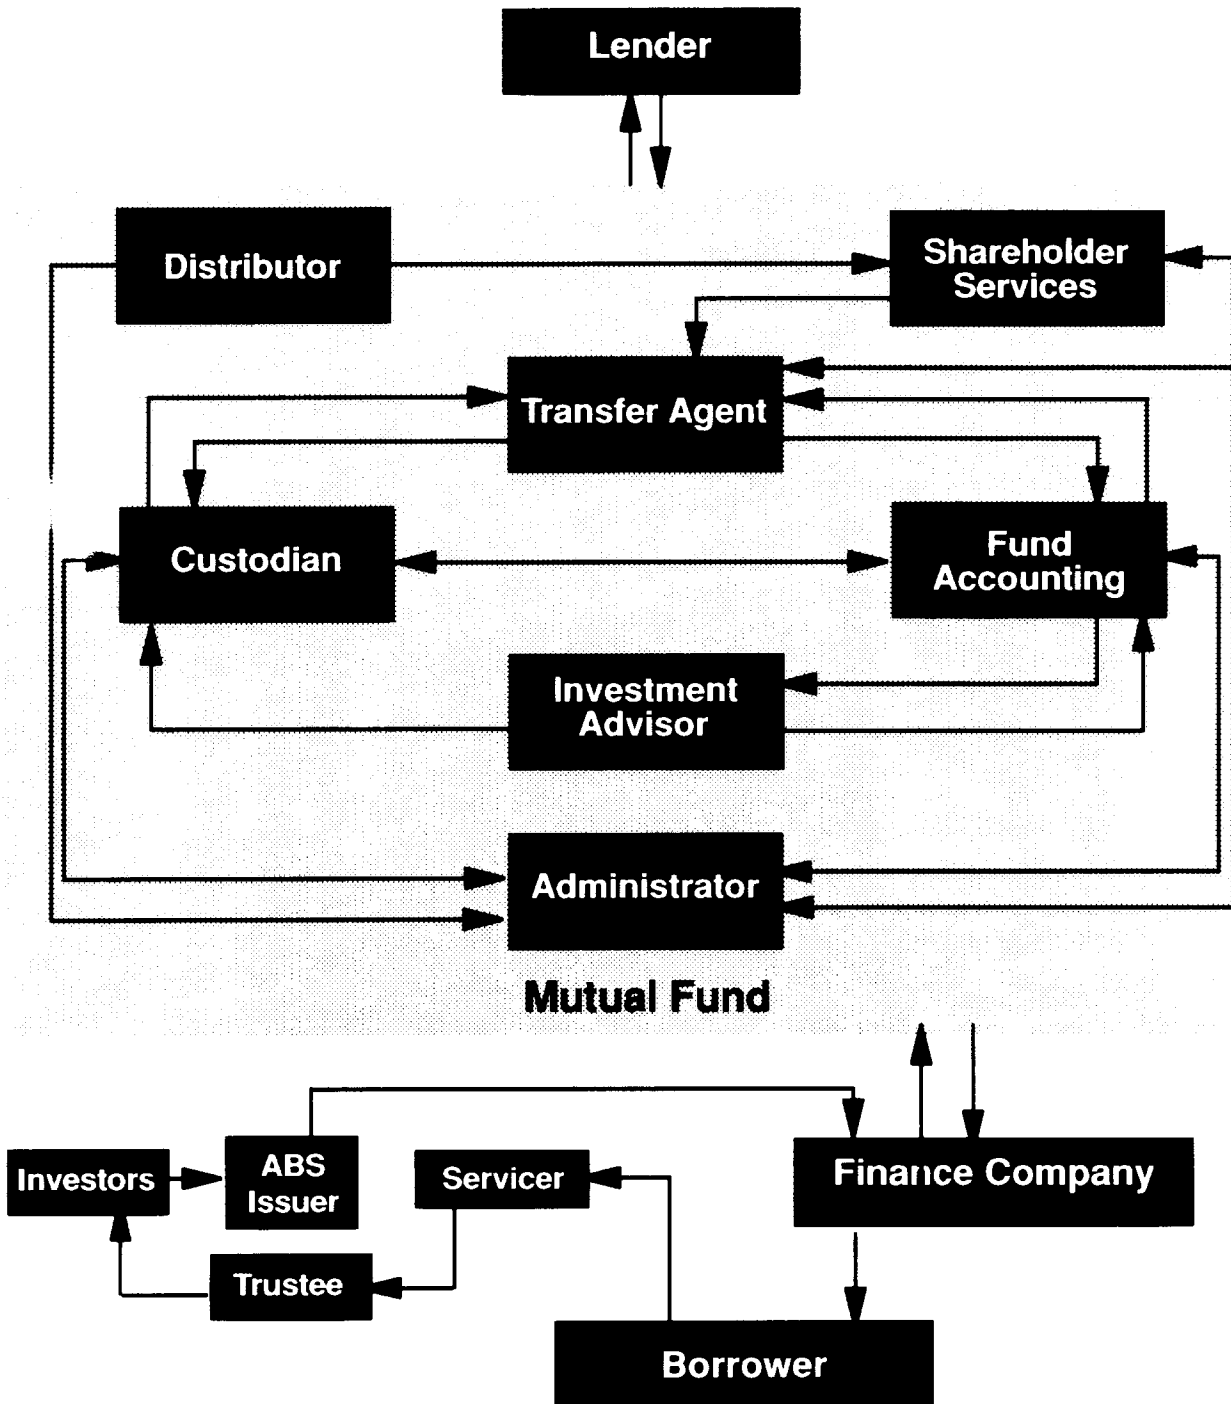 Lender
Distributor
Shareholder
Services
Transfer Agent
Custodian
Fund
Accounting
Investment
Advisor
Administrator
Mutual Fund
Investors
ABS
Issuer
Servicer
Finance Company
Trustee
Borrower